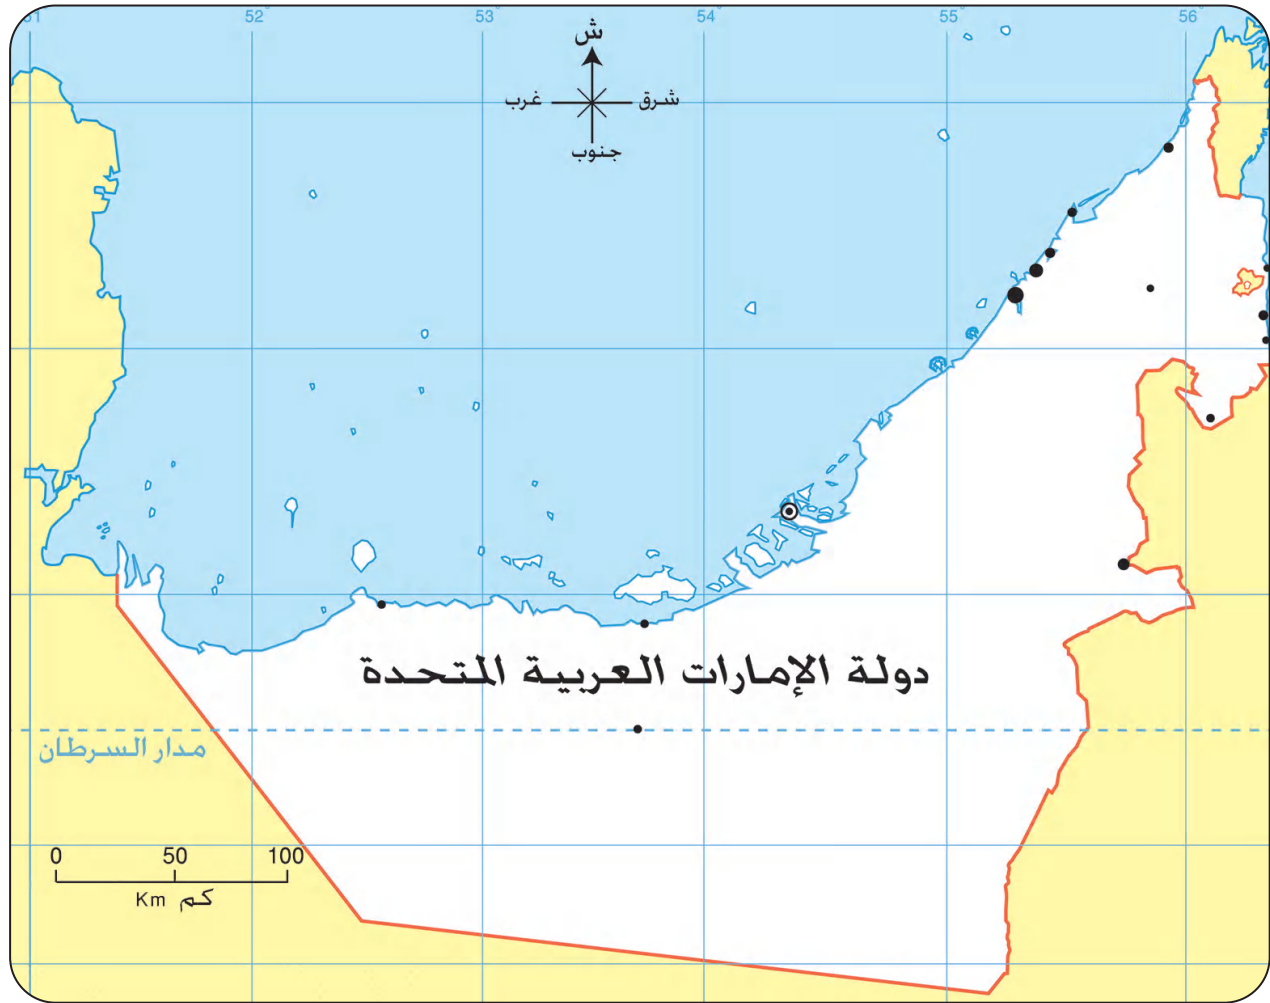 51 52° 53° 54° 55° 56°
ش
غرب شرق
جنوب
دولة الإمارات العربية المتحدة
مدار السرطان
0 50 100
Km كم